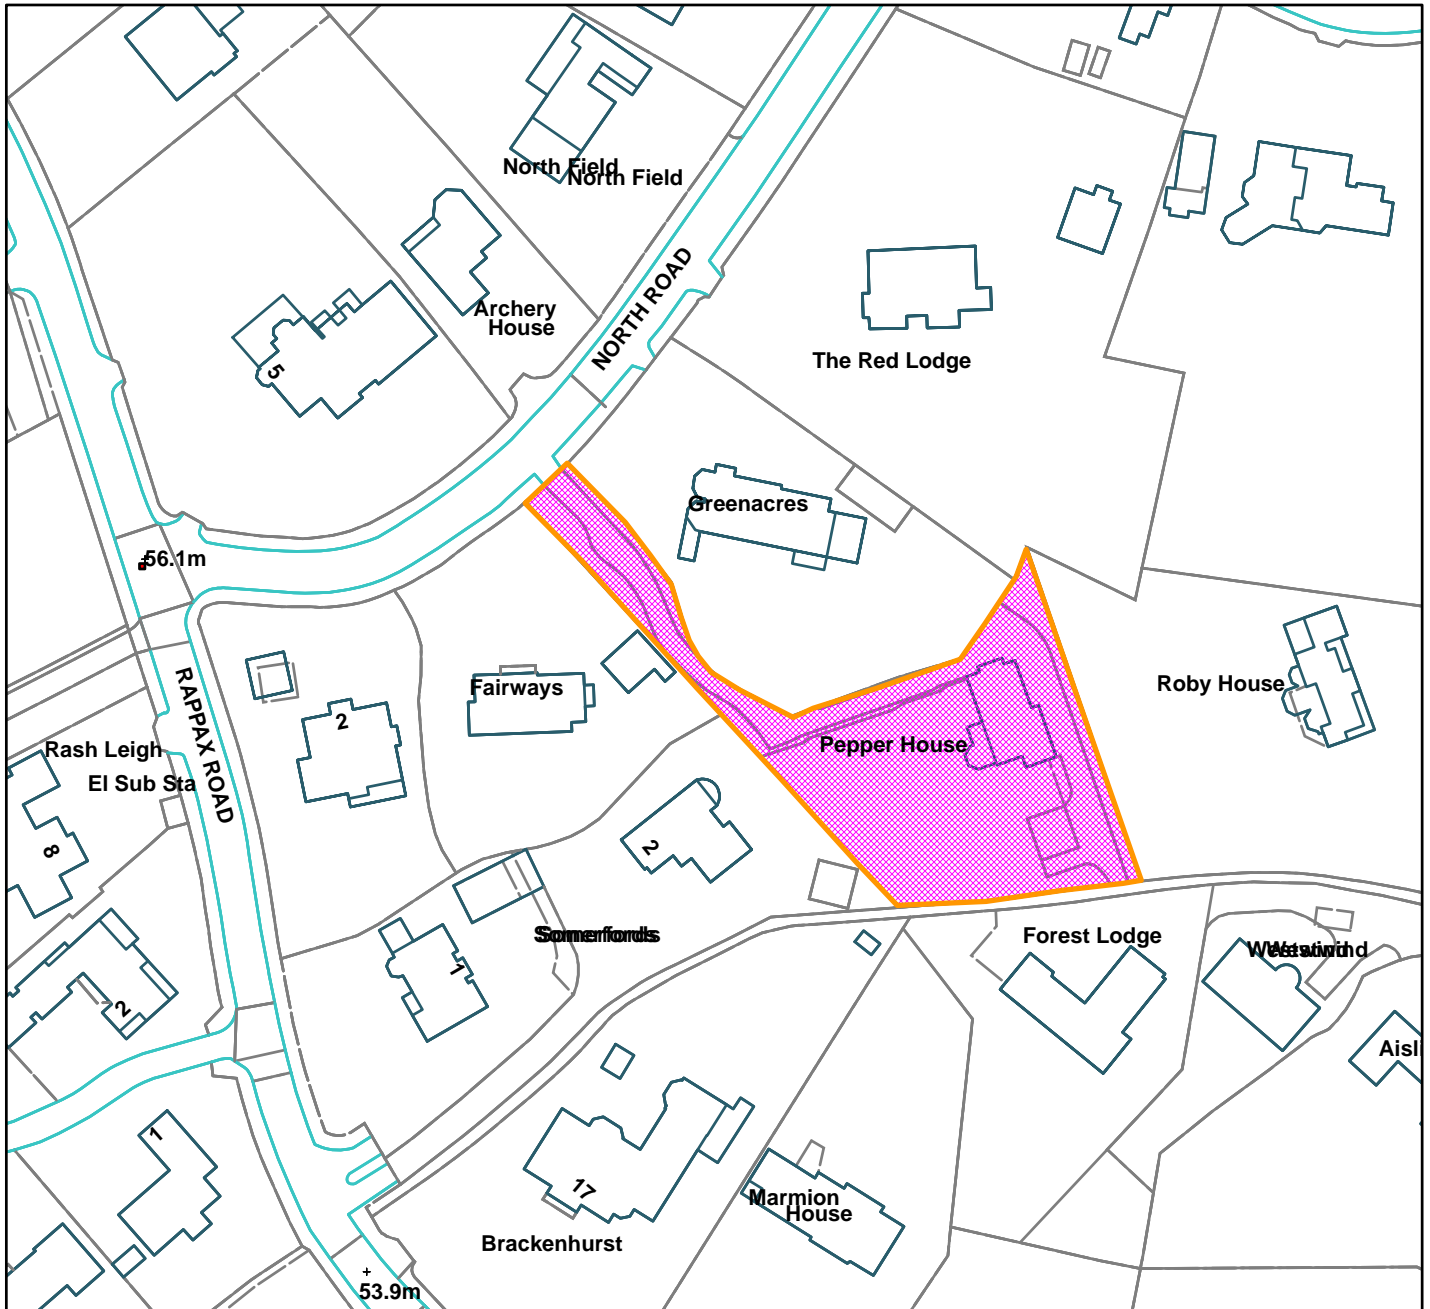 North Field
North Field
NORTH ROAD
Archery
House
5
The Red Lodge
Greenacres
56.1m
RAPPAX ROAD
Fairways
2
Roby House
Pepper House
Rash Leigh
El Sub Sta
8
2
Somerfords
Forest Lodge
Westwind
Westwind
1
2
Aisl
1
17
Marmion
House
Brackenhurst
53.9m